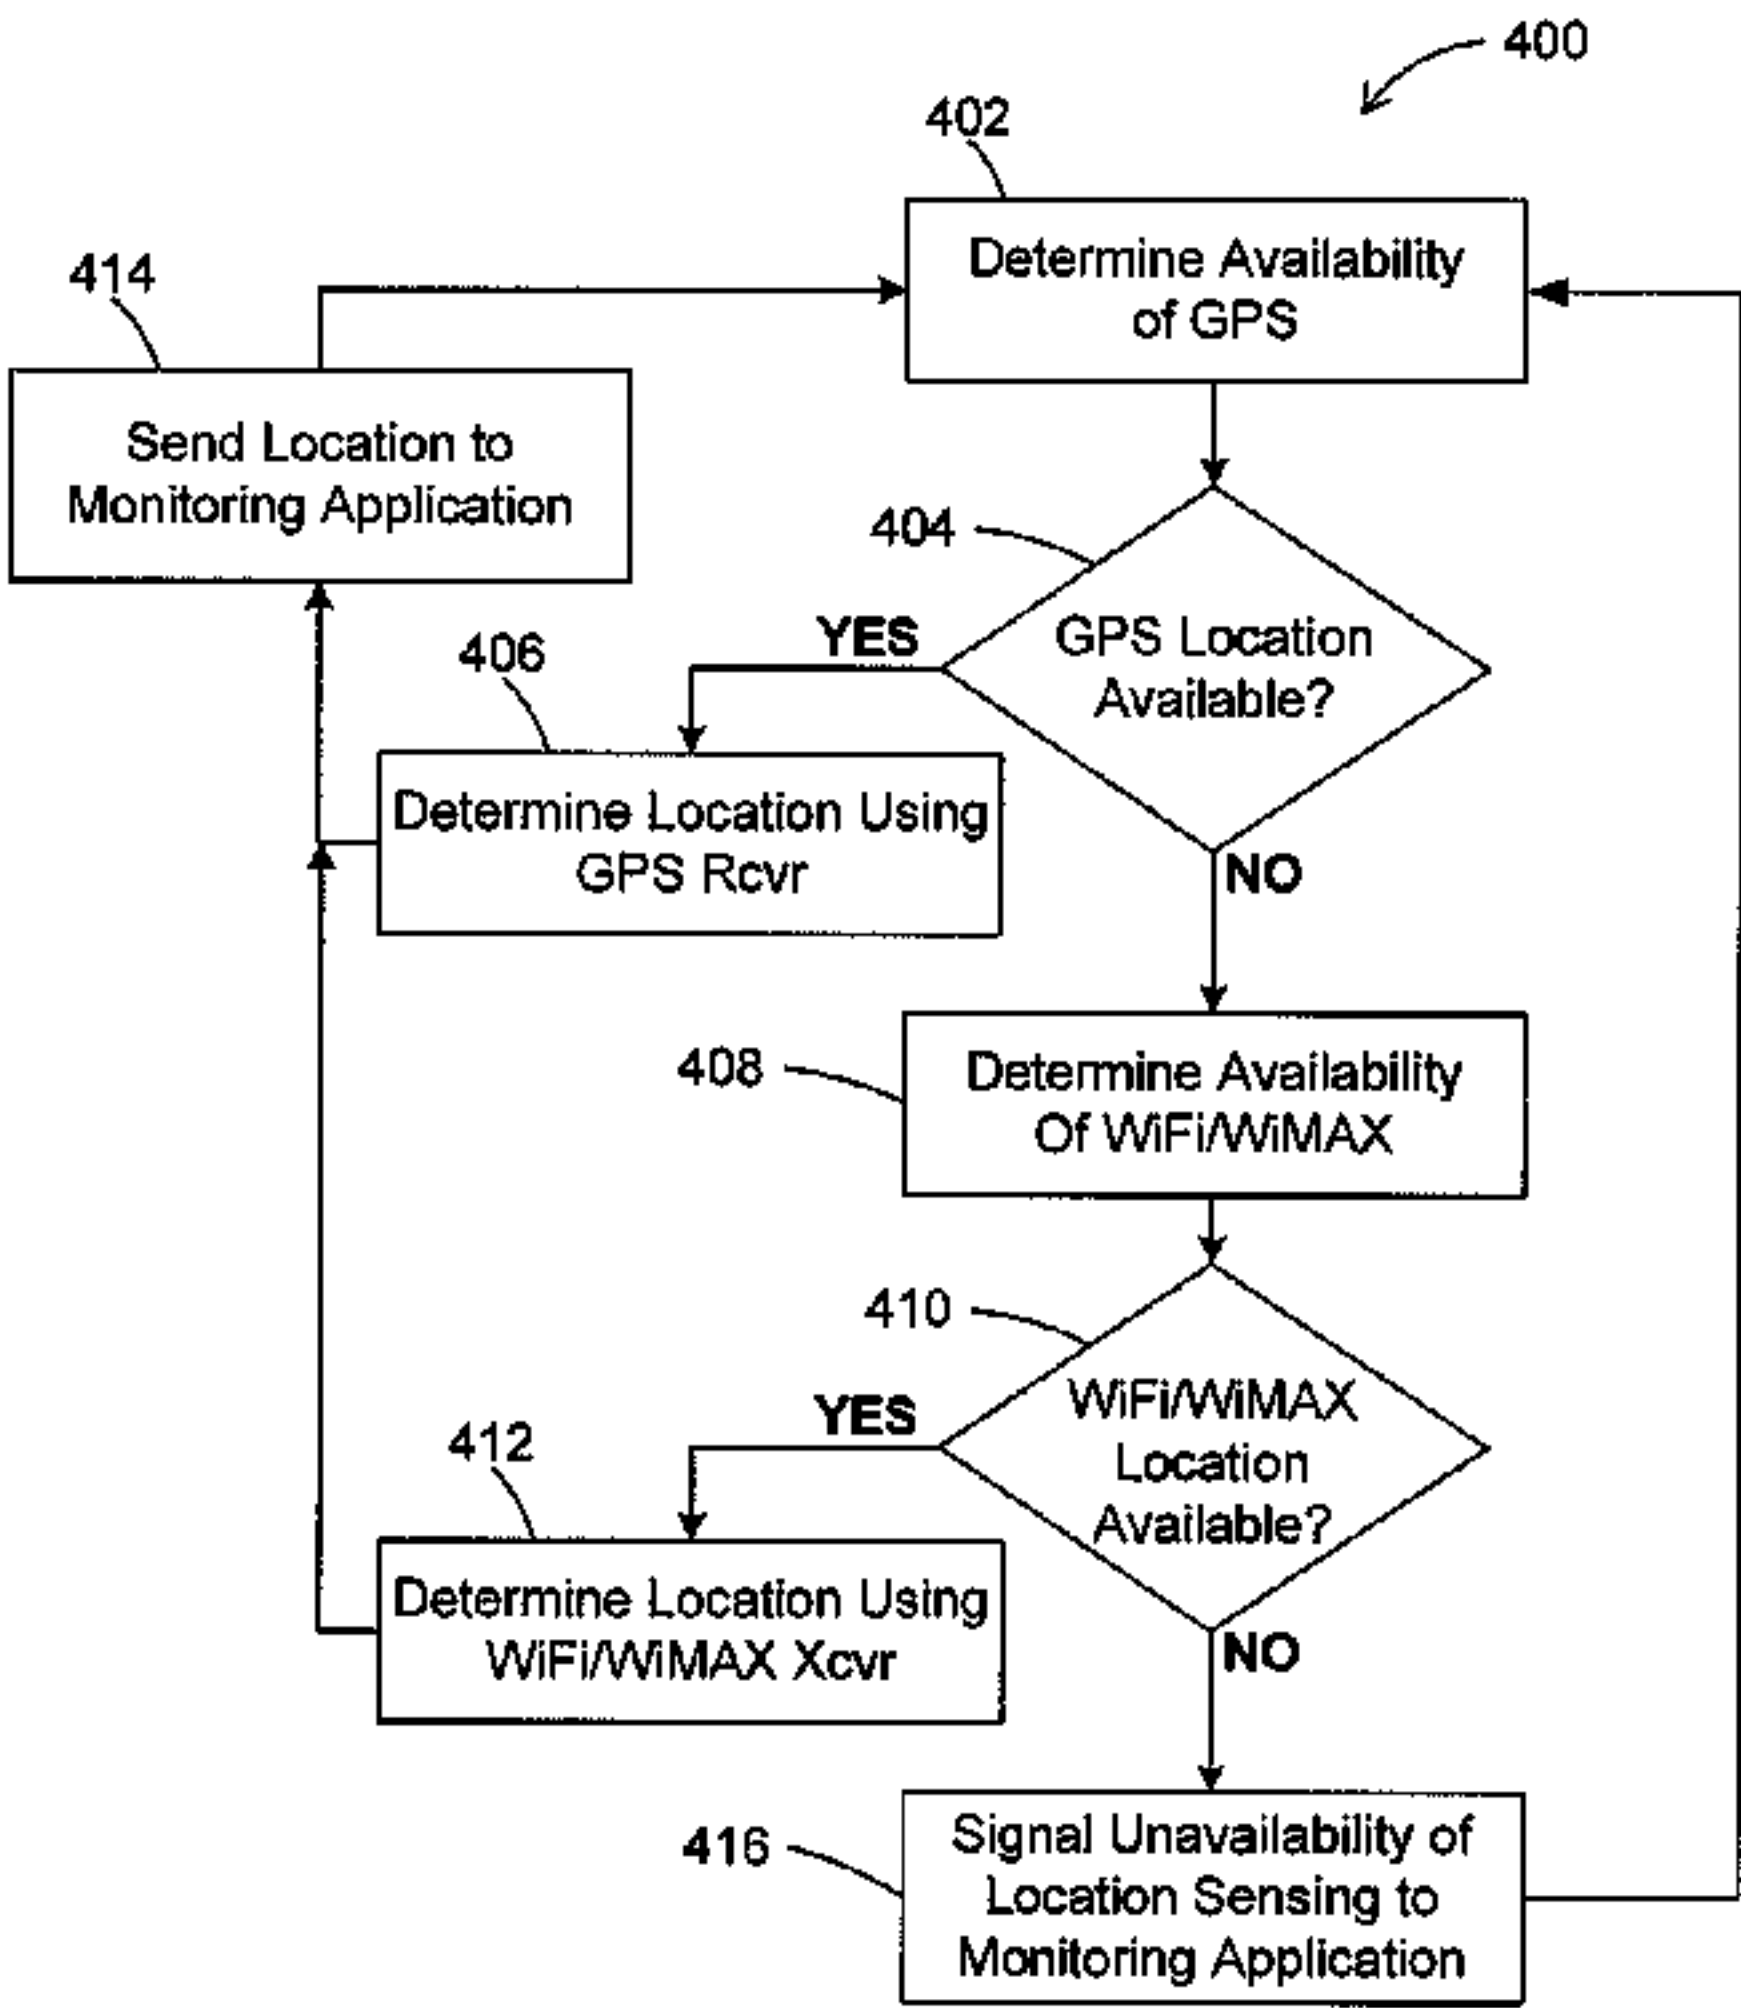 400
402
Determine Availability
of GPS
414
Send Location to
Monitoring Application
404
GPS Location
Available?
YES
406
Determine Location Using
GPS Rcvr
NO
408
Determine Availability
Of WiFi/WiMAX
410
WiFi/WiMAX
Location
Available?
YES
412
Determine Location Using
WiFi/WiMAX Xcvr
NO
416
Signal Unavailability of
Location Sensing to
Monitoring Application